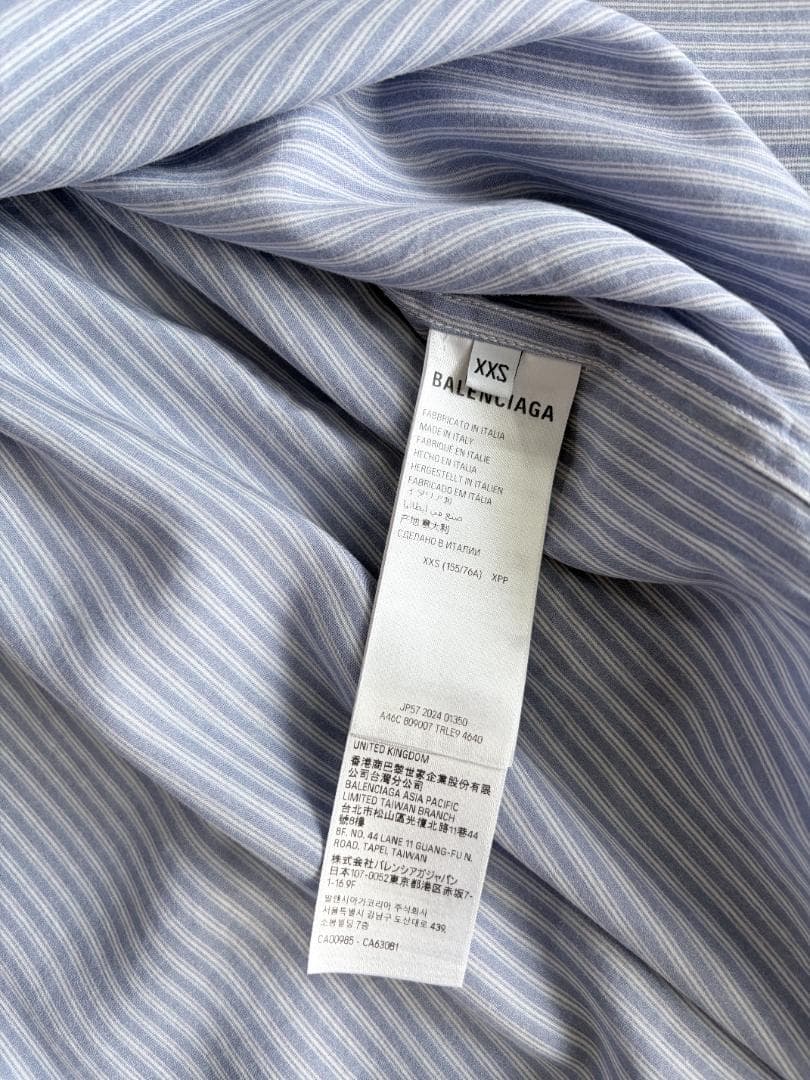 XXS
BALENCIAGA
FABBRICATO IN ITALIA
MADE IN ITALY
FABRIQUÉ EN ITALIE
HECHO EN ITALIA
HERGESTELLT IN ITALIEN
FABRICADO EM ITÁLIA
イタリア製
صنع في إيطاليا
产地意大利
СДЕЛАНО В ИТАЛИИ
XXS (155/76A) XPP
JP57 2024 01350
A46C 809007 TRLE9 4640
UNITED KINGDOM
香港商巴黎世家企業股份有限
公司台灣分公司
BALENCIAGA ASIA PACIFIC
LIMITED TAIWAN BRANCH
台北市松山區光復北路11巷44
號8樓
8F. NO. 44 LANE 11 GUANG-FU N.
ROAD, TAPEI, TAIWAN
株式会社バレンシアガジャパン
日本107-0052東京都港区赤坂7-
1-16 9F
발렌시아가코리아 주식회사
서울특별시 강남구 도산대로 439,
소봉빌딩 7층
CA00985 - CA63081